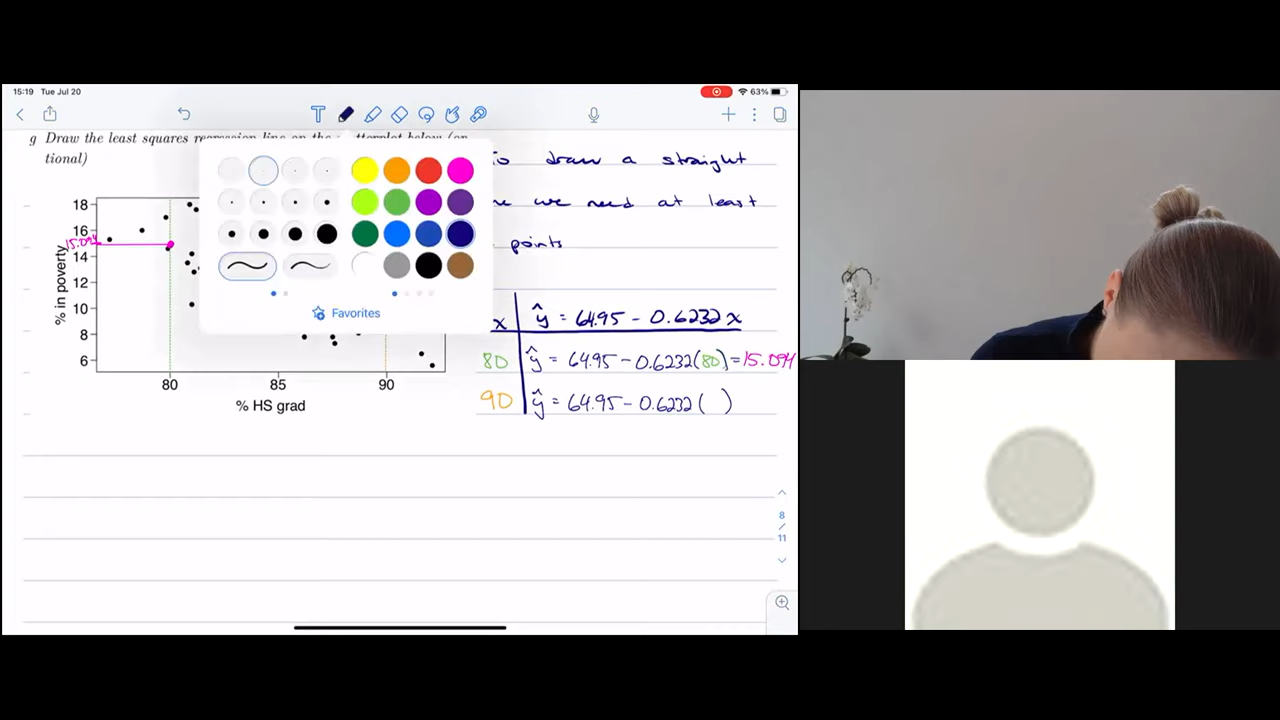 15:19 Tue Jul 20
63%
g Draw the least squares regression line on the scatterplot below (op
tional)
Favorites
% in poverty
18
16
15.094
14
12
10
8
6
80
85
90
% HS grad
draw a straight
we need at least
points
x ŷ = 64.95 - 0.6232x
80 ŷ = 64.95 - 0.6232(80) = 15.094
90 ŷ = 64.95 - 0.6232( )
8
/
11